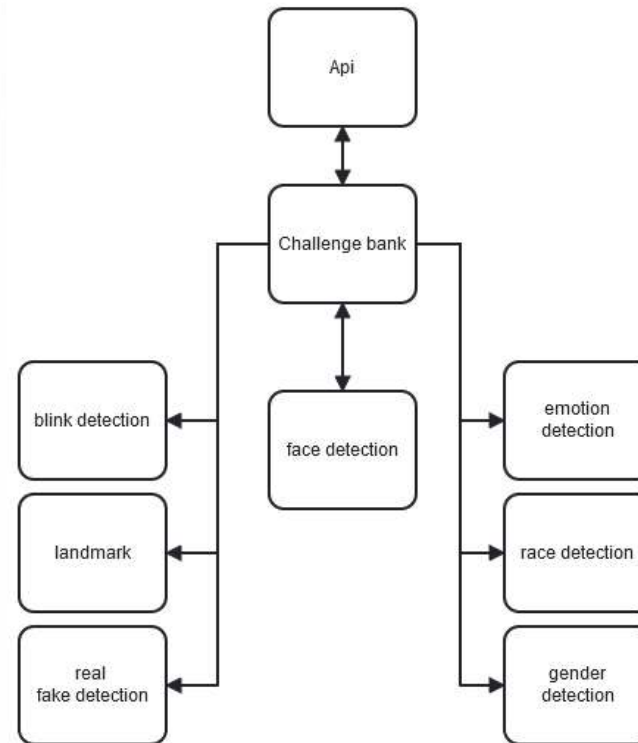 Api
Challenge bank
blink detection
face detection
emotion
detection
landmark
race detection
real
fake detection
gender
detection